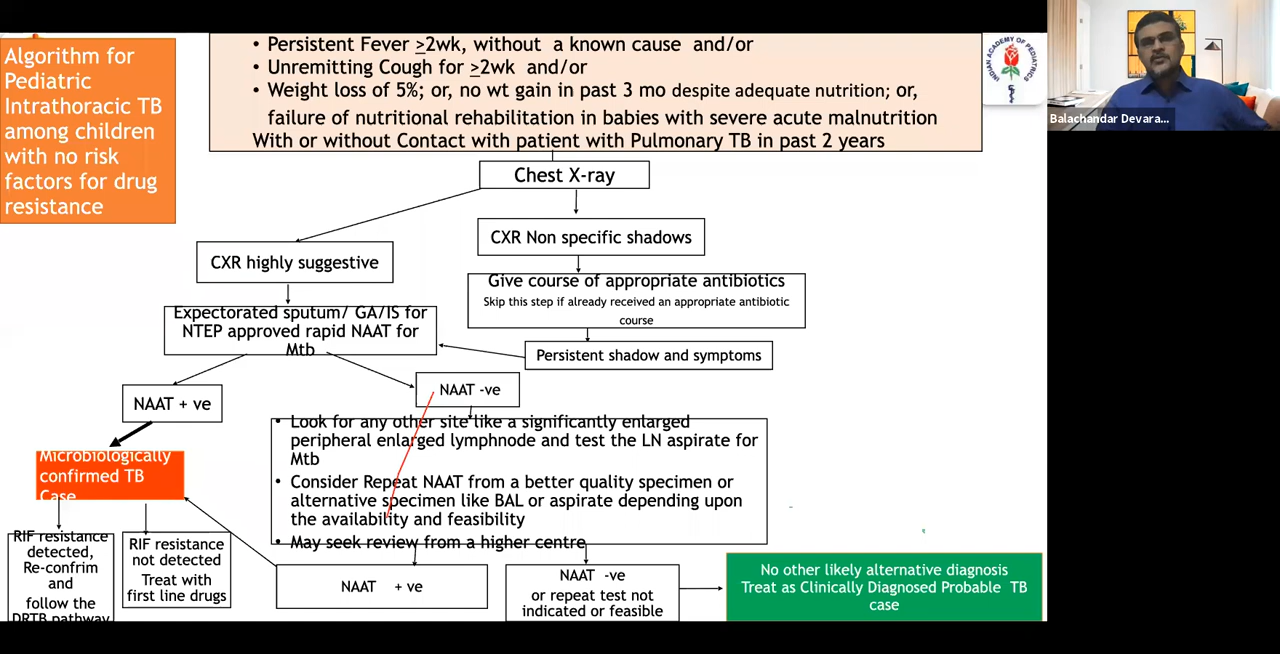 Algorithm for
Pediatric
Intrathoracic TB
among children
with no risk
factors for drug
resistance
• Persistent Fever >2wk, without a known cause and/or
• Unremitting Cough for >2wk and/or
• Weight loss of 5%; or, no wt gain in past 3 mo despite adequate nutrition; or,
failure of nutritional rehabilitation in babies with severe acute malnutrition
With or without Contact with patient with Pulmonary TB in past 2 years
INDIAN ACADEMY OF PEDIATRICS
Balachandar Devara...
Chest X-ray
CXR Non specific shadows
CXR highly suggestive
Give course of appropriate antibiotics
Skip this step if already received an appropriate antibiotic
course
Expectorated sputum/ GA/IS for
NTEP approved rapid NAAT for
Mtb
Persistent shadow and symptoms
NAAT + ve
NAAT -ve
• Look for any other site like a significantly enlarged
peripheral enlarged lymphnode and test the LN aspirate for
Mtb
• Consider Repeat NAAT from a better quality specimen or
alternative specimen like BAL or aspirate depending upon
the availability and feasibility
• May seek review from a higher centre
Microbiologically
confirmed TB
Case
RIF resistance
detected,
Re-confrim
and
follow the
DRTB pathway
RIF resistance
not detected
Treat with
first line drugs
NAAT + ve
NAAT -ve
or repeat test not
indicated or feasible
No other likely alternative diagnosis
Treat as Clinically Diagnosed Probable TB
case